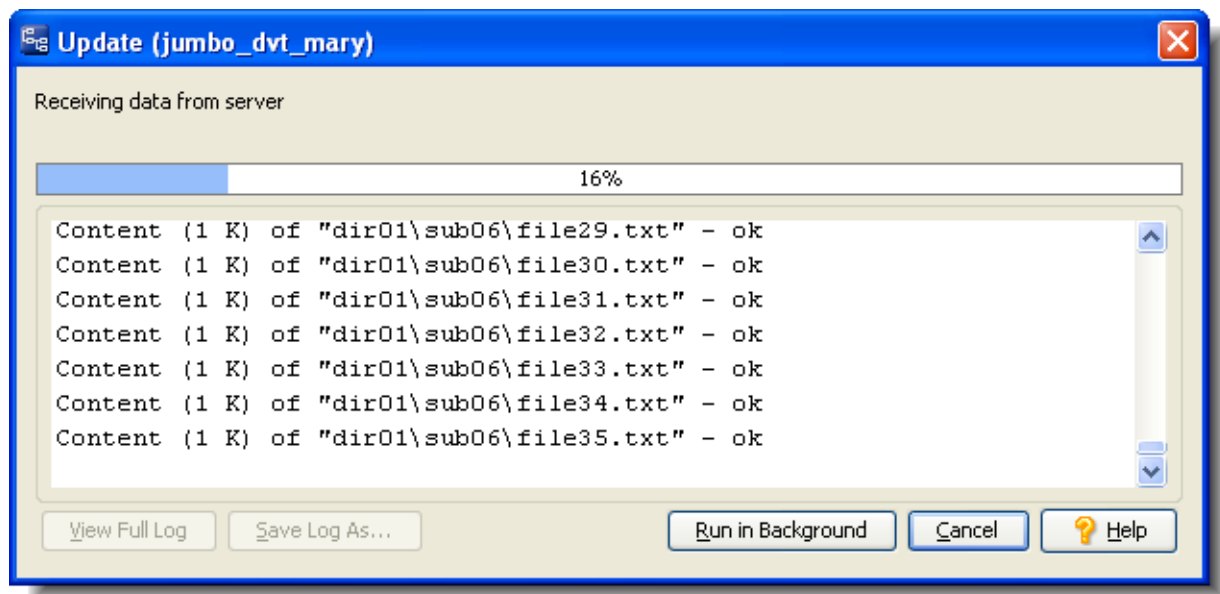 Update (jumbo_dvt_mary)
Receiving data from server
16%
Content (1 K) of "dir01\sub06\file29.txt" - ok
Content (1 K) of "dir01\sub06\file30.txt" - ok
Content (1 K) of "dir01\sub06\file31.txt" - ok
Content (1 K) of "dir01\sub06\file32.txt" - ok
Content (1 K) of "dir01\sub06\file33.txt" - ok
Content (1 K) of "dir01\sub06\file34.txt" - ok
Content (1 K) of "dir01\sub06\file35.txt" - ok
View Full Log Save Log As... Run in Background Cancel Help